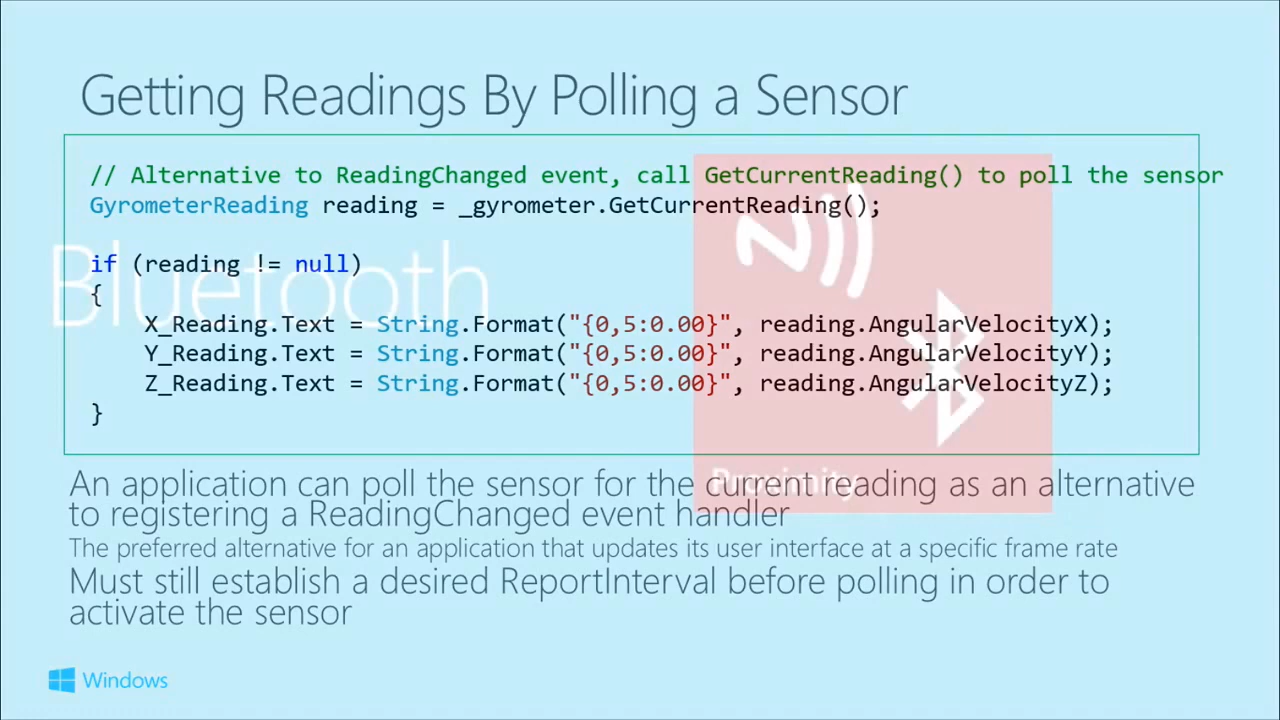 Getting Readings By Polling a Sensor
// Alternative to ReadingChanged event, call GetCurrentReading() to poll the sensor
GyrometerReading reading = _gyrometer.GetCurrentReading();
if (reading != null)
{
X_Reading.Text = String.Format("{0,5:0.00}", reading.AngularVelocityX);
Y_Reading.Text = String.Format("{0,5:0.00}", reading.AngularVelocityY);
Z_Reading.Text = String.Format("{0,5:0.00}", reading.AngularVelocityZ);
}
Bluetooth
Proximity
An application can poll the sensor for the current reading as an alternative
to registering a ReadingChanged event handler
The preferred alternative for an application that updates its user interface at a specific frame rate
Must still establish a desired ReportInterval before polling in order to
activate the sensor
Windows